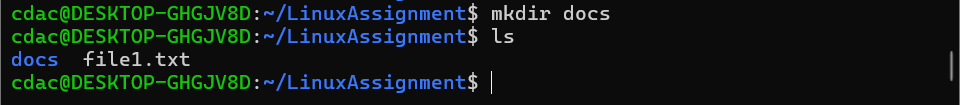 cdac@DESKTOP-GHGJV8D:~/LinuxAssignment$ mkdir docs
cdac@DESKTOP-GHGJV8D:~/LinuxAssignment$ ls
docs  file1.txt
cdac@DESKTOP-GHGJV8D:~/LinuxAssignment$